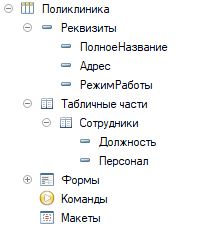 Поликлиника
Реквизиты
ПолноеНазвание
Адрес
РежимРаботы
Табличные части
Сотрудники
Должность
Персонал
Формы
Команды
Макеты